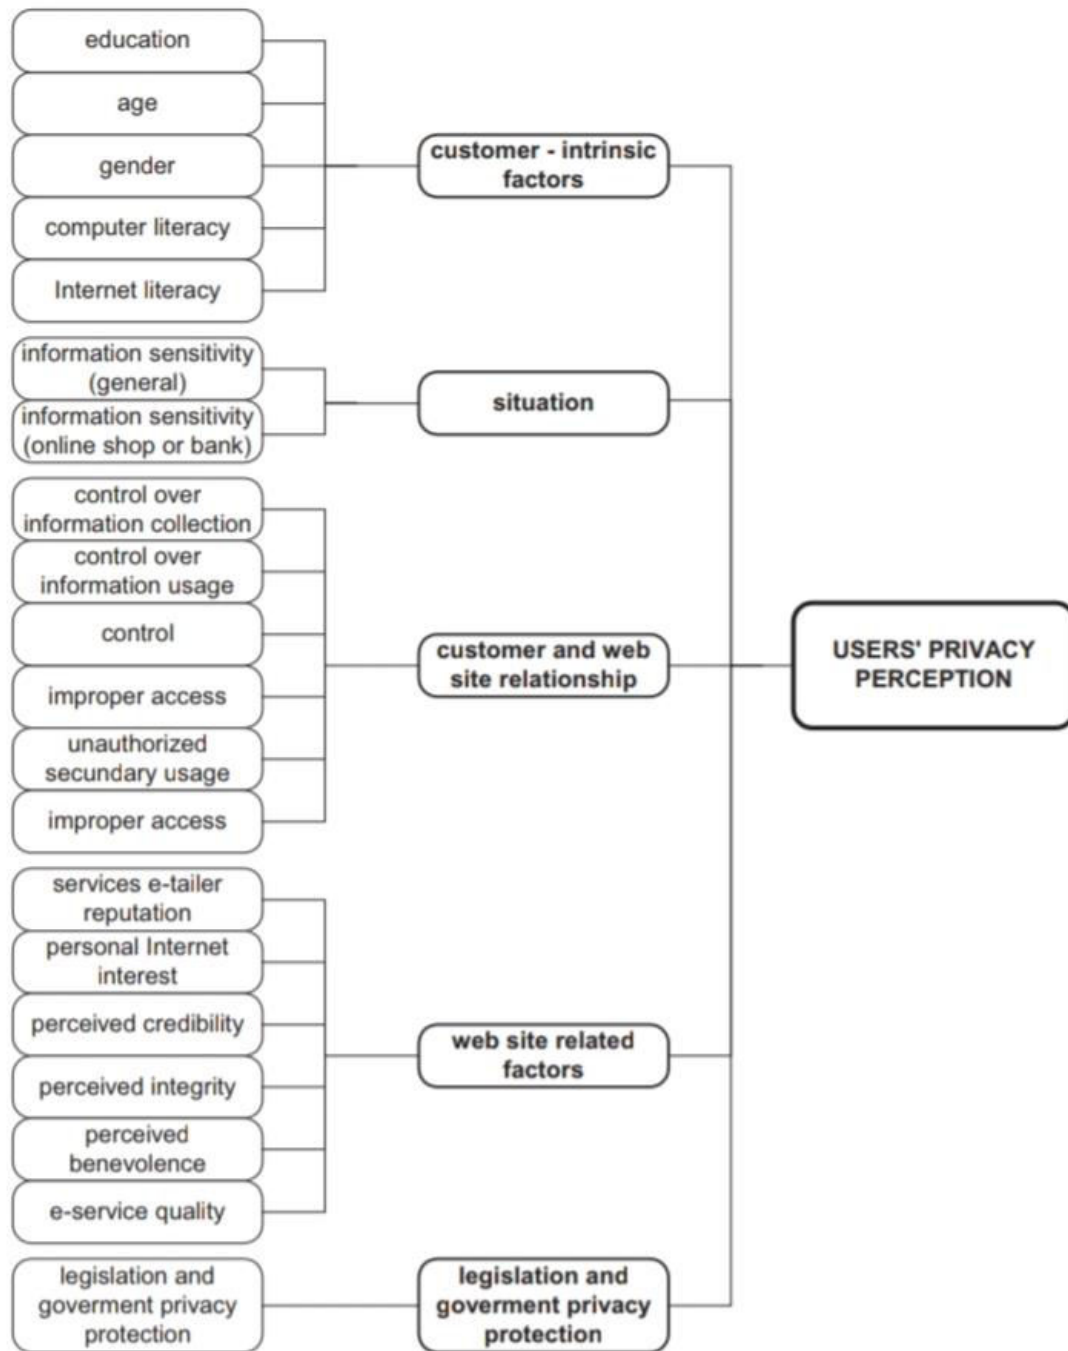 education
age
gender
computer literacy
Internet literacy
customer - intrinsic
factors
information sensitivity
(general)
information sensitivity
(online shop or bank)
situation
control over
information collection
control over
information usage
control
improper access
unauthorized
secundary usage
improper access
customer and web
site relationship
services e-tailer
reputation
personal Internet
interest
perceived credibility
perceived integrity
perceived
benevolence
e-service quality
web site related
factors
legislation and
goverment privacy
protection
legislation and
goverment privacy
protection
USERS' PRIVACY
PERCEPTION